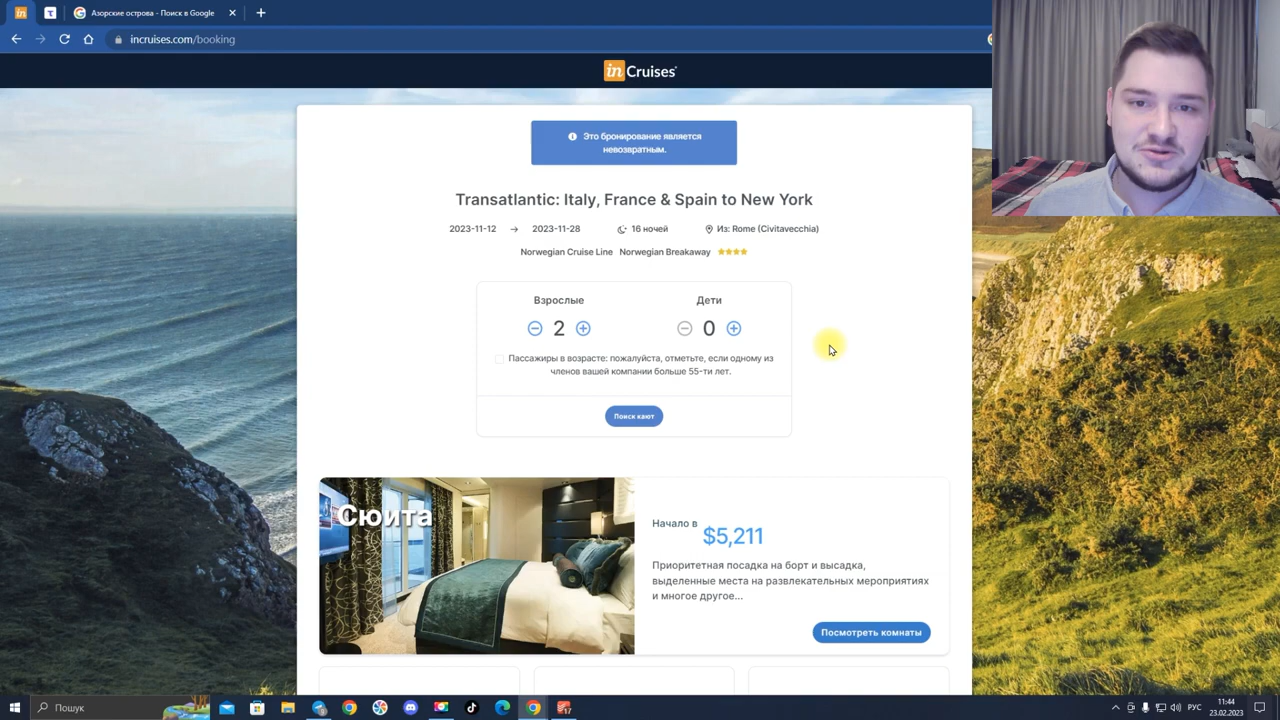 Азорские острова - Поиск в Google
incruises.com/booking
inCruises
Это бронирование является
невозвратным.
Transatlantic: Italy, France & Spain to New York
2023-11-12 → 2023-11-28 16 ночей Из: Rome (Civitavecchia)
Norwegian Cruise Line Norwegian Breakaway
Взрослые Дети
2 0
Пассажиры в возрасте: пожалуйста, отметьте, если одному из
членов вашей компании больше 55-ти лет.
Поиск кают
Сюита
Начало в $5,211
Приоритетная посадка на борт и высадка,
выделенные места на развлекательных мероприятиях
и многое другое...
Посмотреть комнаты
Пошук
17
РУС
11:44
23.02.2023